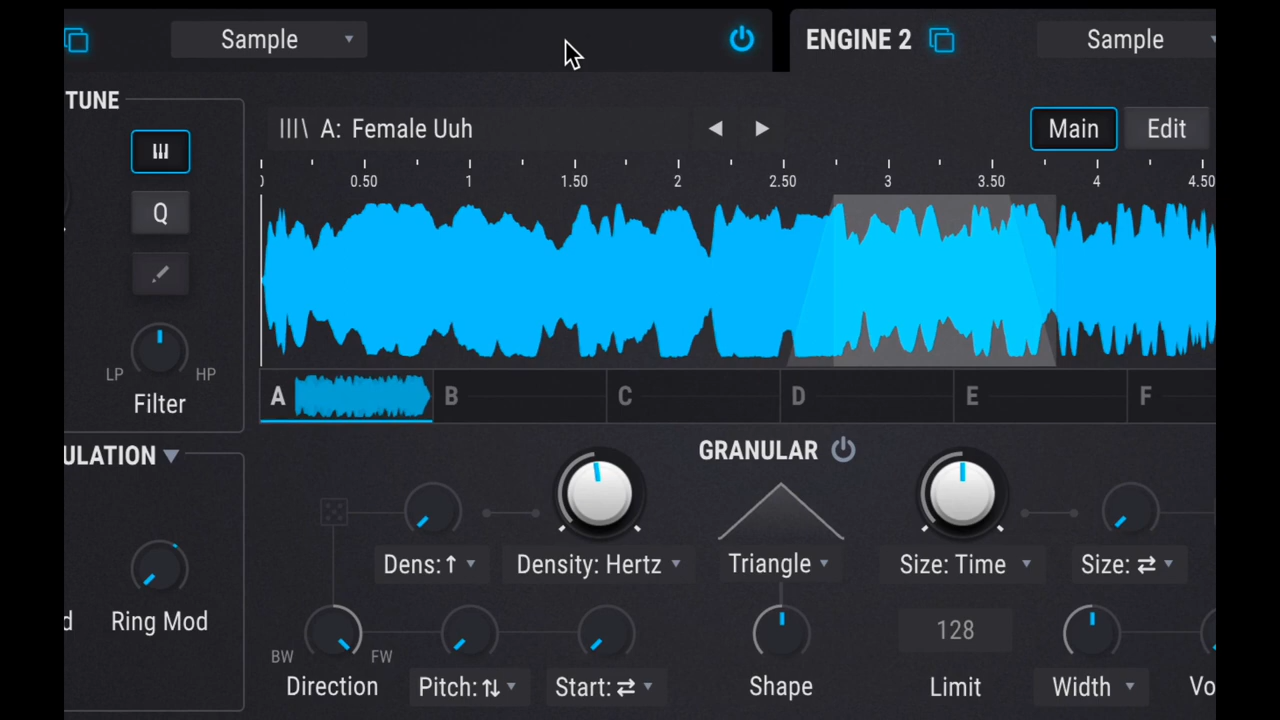 Sample
ENGINE 2
Sample
TUNE
A: Female Uuh
Main
Edit
0 0.50 1 1.50 2 2.50 3 3.50 4 4.50
Q
LP HP
Filter
A B C D E F
ULATION
GRANULAR
Dens:↑
Density: Hertz
Triangle
Size: Time
Size: ⇄
d
Ring Mod
128
BW FW
Direction
Pitch:⇅
Start: ⇄
Shape
Limit
Width
Vo